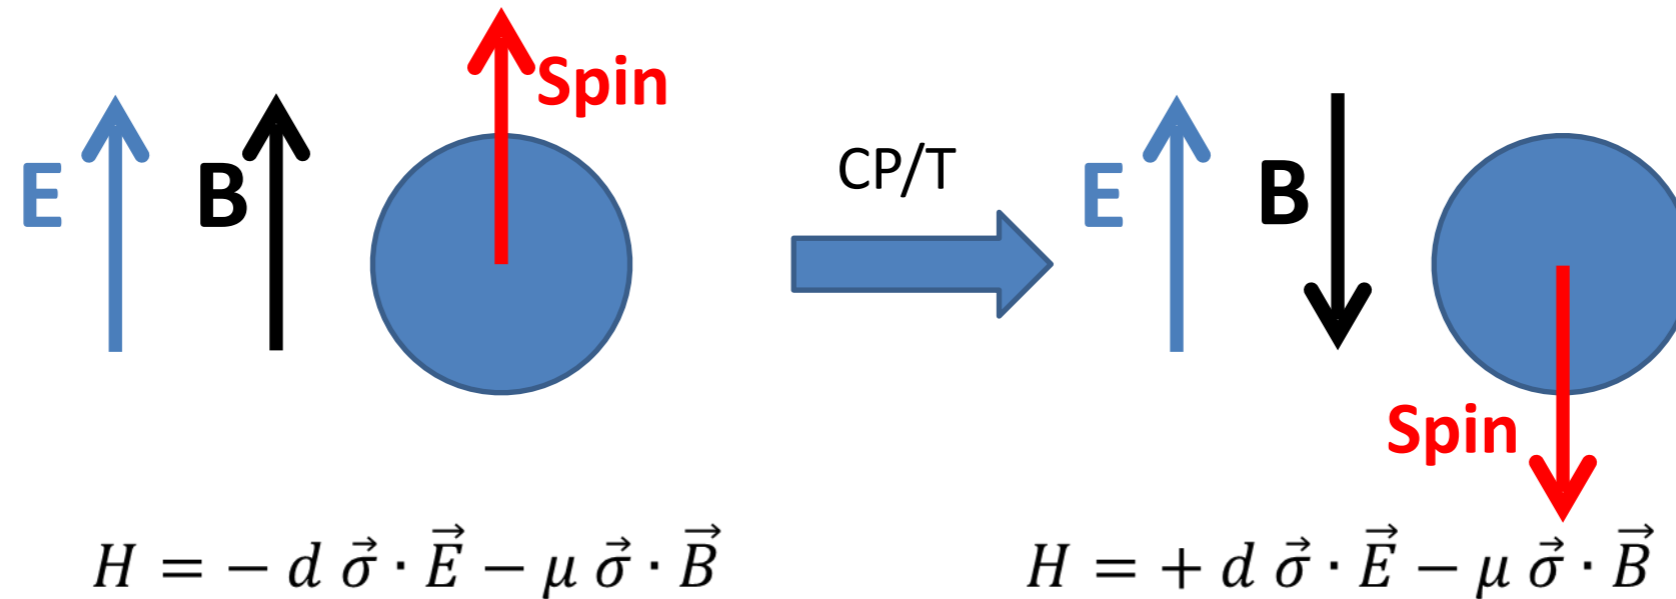 Spin
E
B
CP/T
E
B
Spin
H = − d σ⃗ · E⃗ − μ σ⃗ · B⃗
H = + d σ⃗ · E⃗ − μ σ⃗ · B⃗